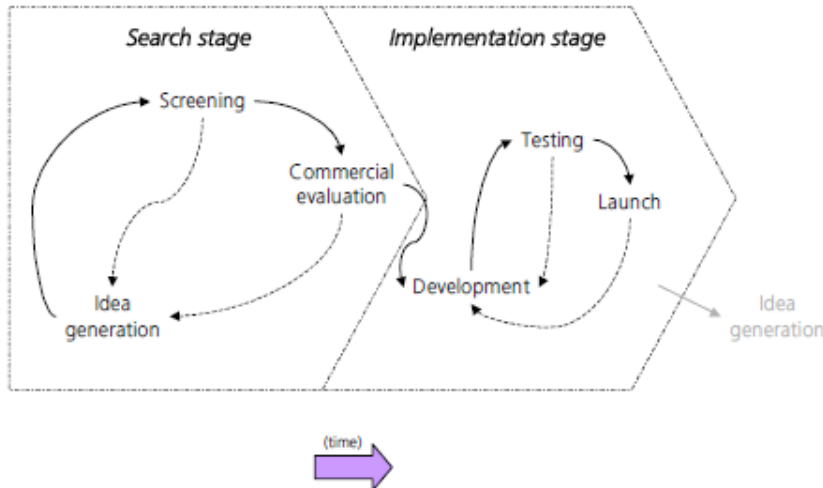 Search stage
Implementation stage
Screening
Testing
Commercial
evaluation
Launch
Development
Idea
generation
Idea
generation
(time)